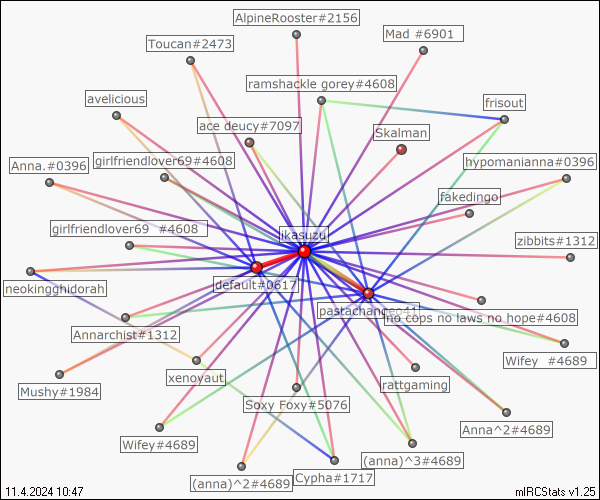 AlpineRooster#2156
Mad #6901
Toucan#2473
ramshackle gorey#4608
avelicious
frisout
ace deucy#7097
Skalman
Anna.#0396
girlfriendlover69#4608
hypomanianna#0396
fakedingo
girlfriendlover69 #4608
ikasuzu
zibbits#1312
neokingghidorah
default#0617
pastachanceo41
no cops no laws no hope#4608
Annarchist#1312
Wifey #4689
xenoyaut
rattgaming
Mushy#1984
Soxy Foxy#5076
Anna^2#4689
Wifey#4689
(anna)^3#4689
(anna)^2#4689
Cypha#1717
11.4.2024 10:47
mIRCStats v1.25